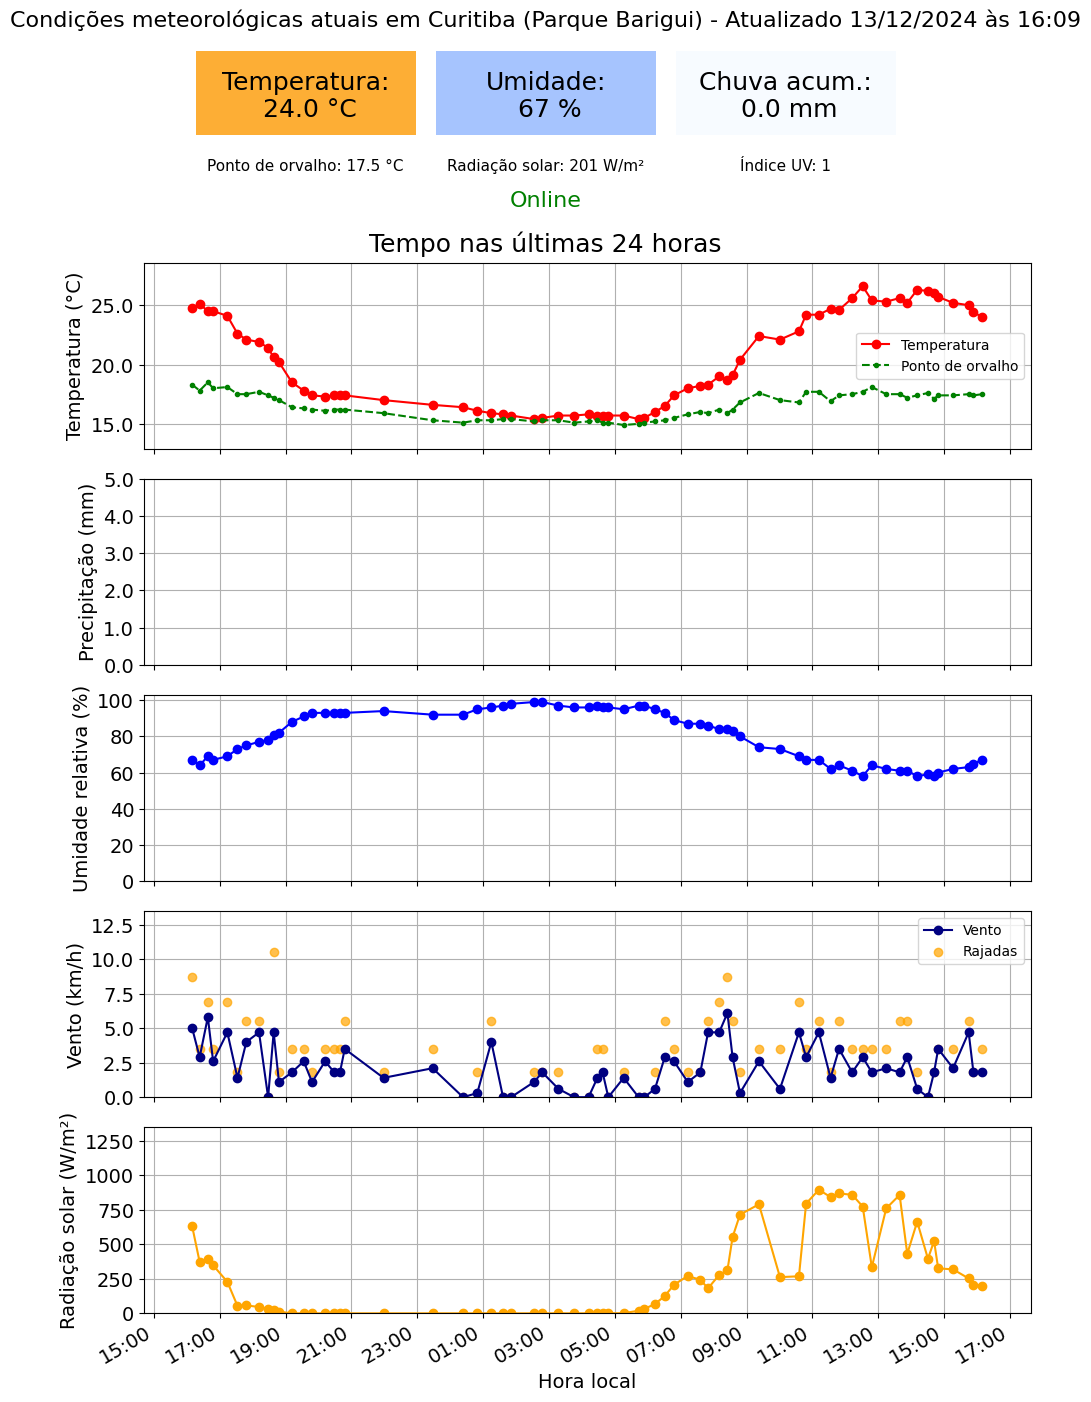 Condições meteorológicas atuais em Curitiba (Parque Barigui) - Atualizado 13/12/2024 às 16:09
Temperatura:
24.0 °C
Umidade:
67 %
Chuva acum.:
0.0 mm
Ponto de orvalho: 17.5 °C
Radiação solar: 201 W/m²
Índice UV: 1
Online
Tempo nas últimas 24 horas
Temperatura (°C)
25.0
20.0
15.0
Temperatura
Ponto de orvalho
Precipitação (mm)
5.0
4.0
3.0
2.0
1.0
0.0
Umidade relativa (%)
100
80
60
40
20
0
Vento (km/h)
12.5
10.0
7.5
5.0
2.5
0.0
Vento
Rajadas
Radiação solar (W/m²)
1250
1000
750
500
250
0
15:00
17:00
19:00
21:00
23:00
01:00
03:00
05:00
07:00
09:00
11:00
13:00
15:00
17:00
Hora local